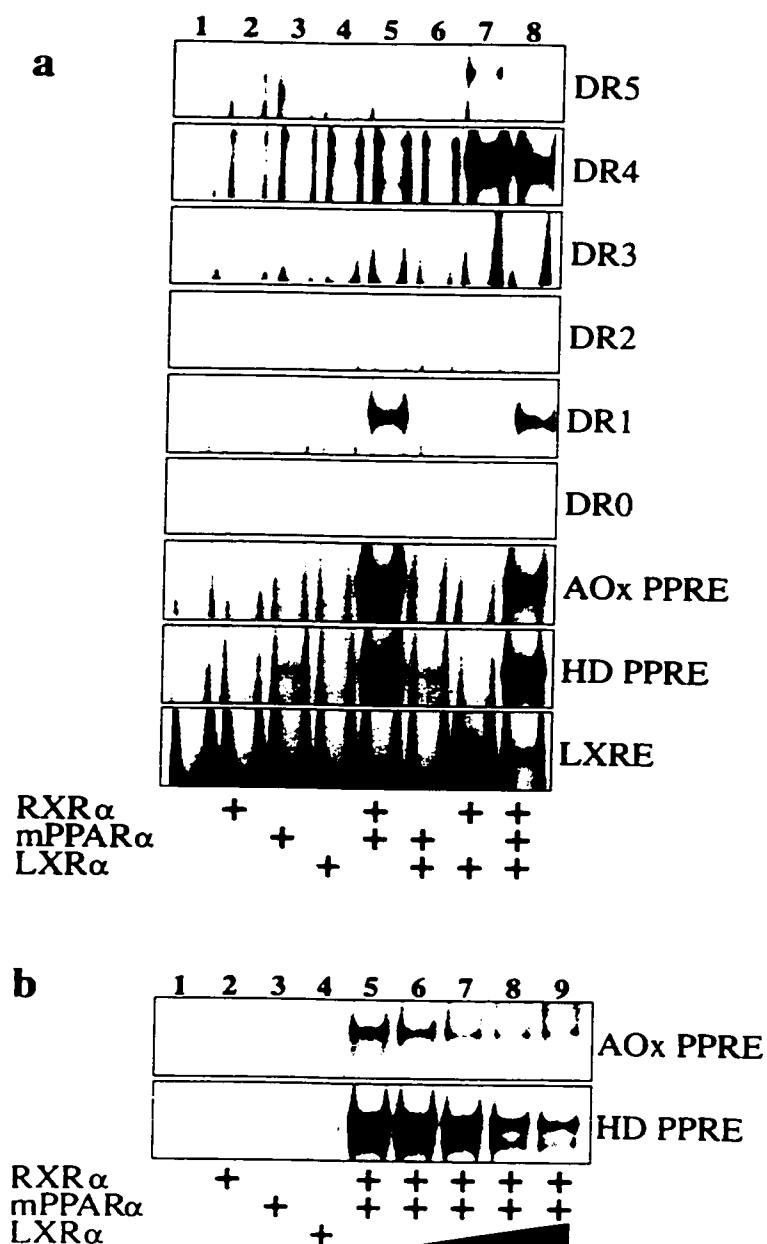 a
1 2 3 4 5 6 7 8
DR5
DR4
DR3
DR2
DR1
DR0
AOx PPRE
HD PPRE
LXRE
RXRα + + + +
mPPARα + + + +
LXRα + + + +
b
1 2 3 4 5 6 7 8 9
AOx PPRE
HD PPRE
RXRα + + + + + +
mPPARα + + + + + +
LXRα +